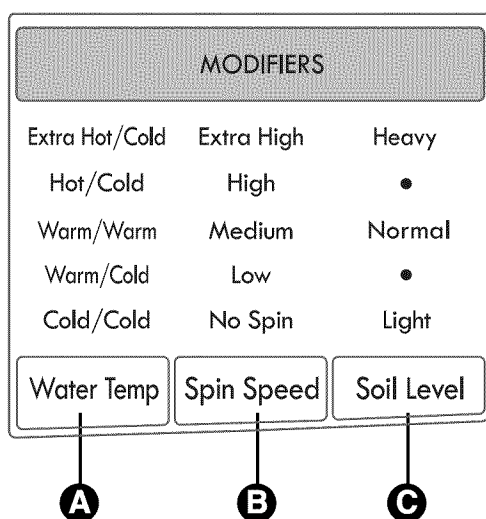 MODIFIERS
Extra Hot/Cold Extra High Heavy
Hot/Cold High •
Warm/Warm Medium Normal
Warm/Cold Low •
Cold/Cold No Spin Light
Water Temp Spin Speed Soil Level
A B C